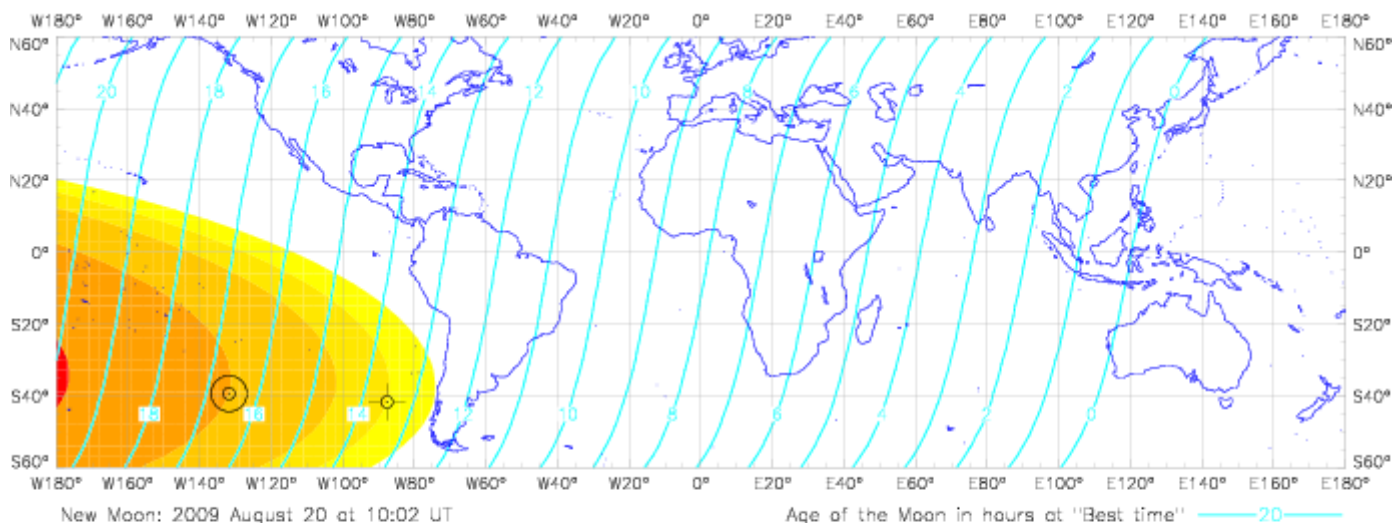 W180° W160° W140° W120° W100° W80° W60° W40° W20° 0° E20° E40° E60° E80° E100° E120° E140° E160° E180°
N60° N60°
20 18 16 14 12 10 8 6 4 2 0
N40° N40°
N20° N20°
0° 0°
S20° S20°
S40° S40°
18 16 14 12 10 8 6 4 2 0
S60° S60°
W180° W160° W140° W120° W100° W80° W60° W40° W20° 0° E20° E40° E60° E80° E100° E120° E140° E160° E180°
New Moon: 2009 August 20 at 10:02 UT Age of the Moon in hours at "Best time" 20